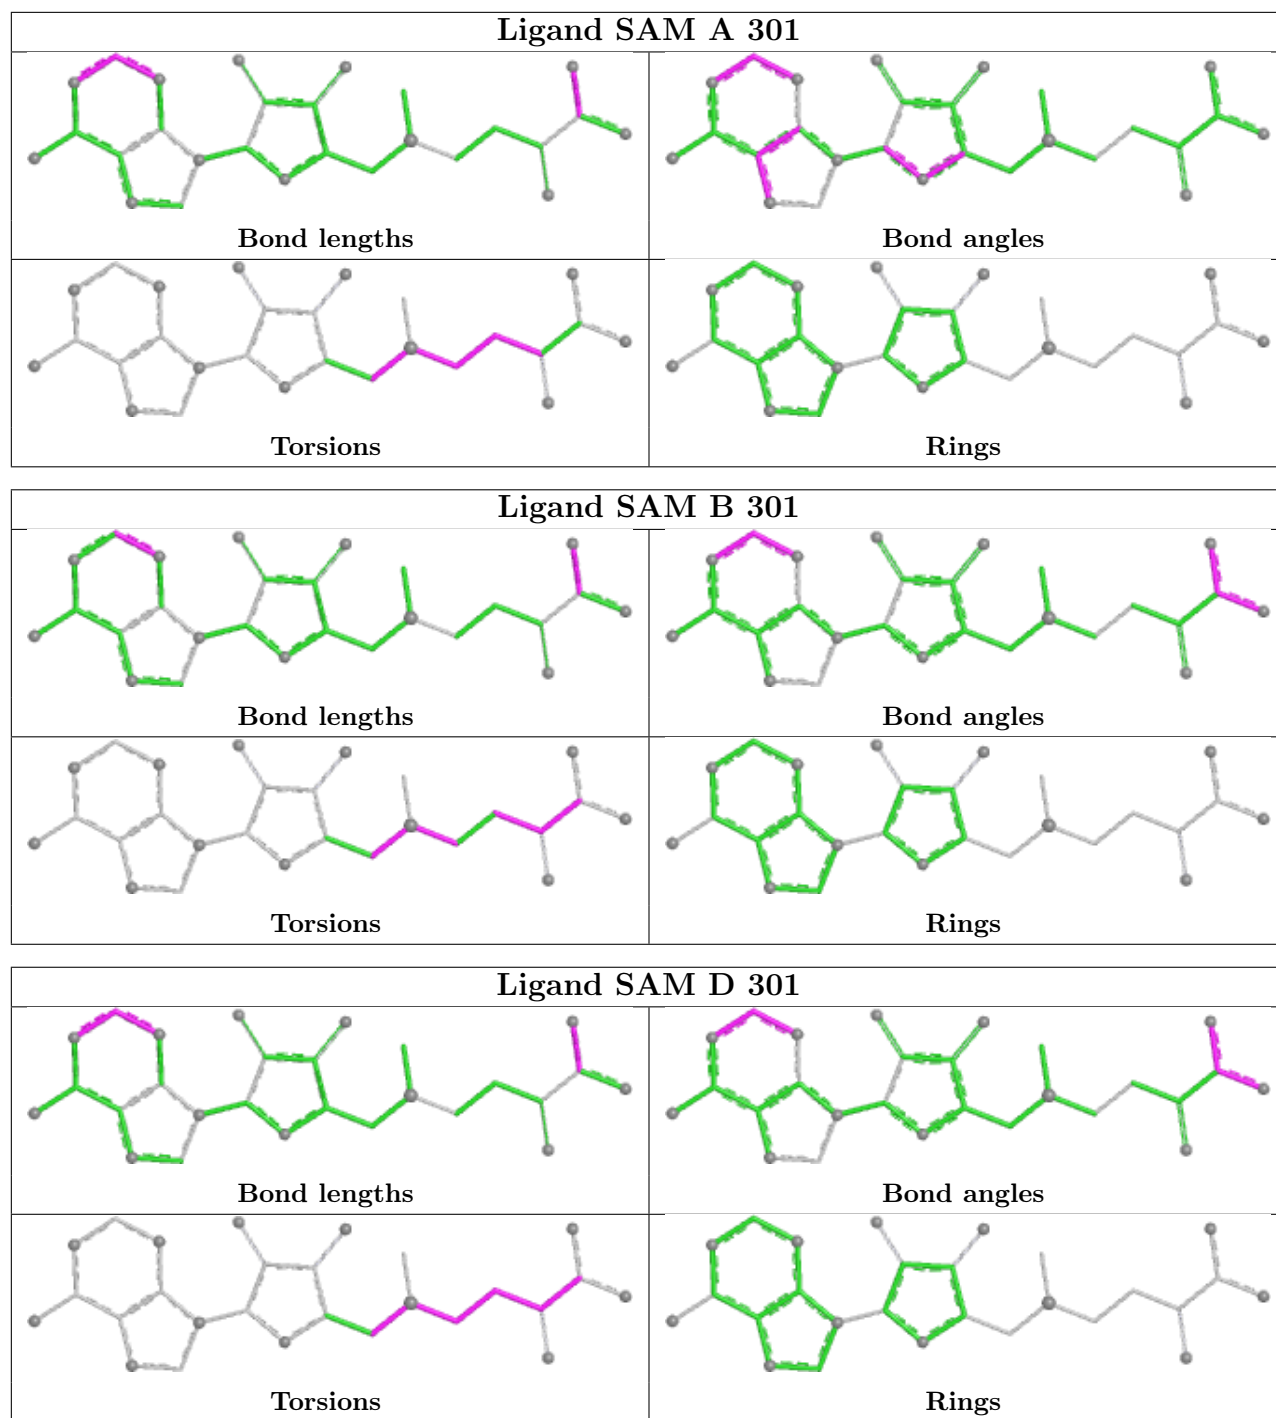 Ligand SAM A 301
Bond lengths
Bond angles
Torsions
Rings
Ligand SAM B 301
Bond lengths
Bond angles
Torsions
Rings
Ligand SAM D 301
Bond lengths
Bond angles
Torsions
Rings